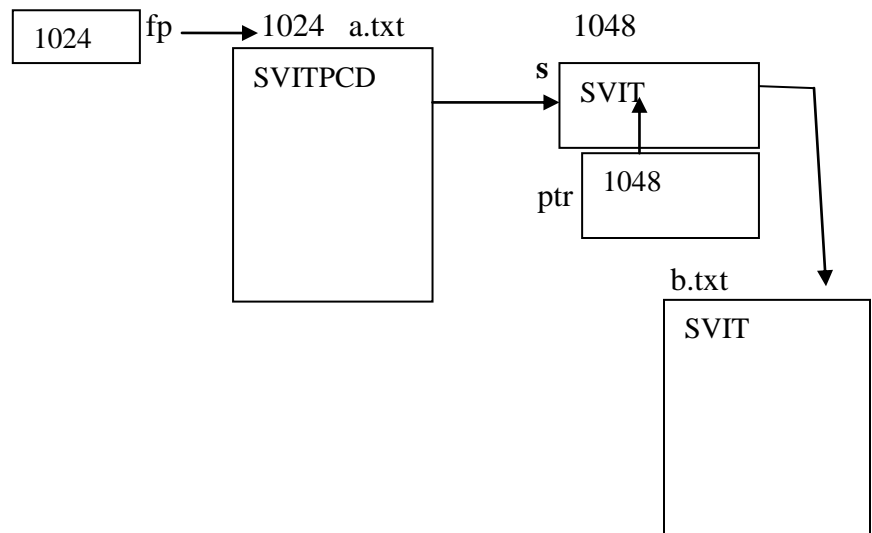 1024 fp 1024 a.txt 1048
SVITPCD
s
SVIT
1048
ptr
b.txt
SVIT